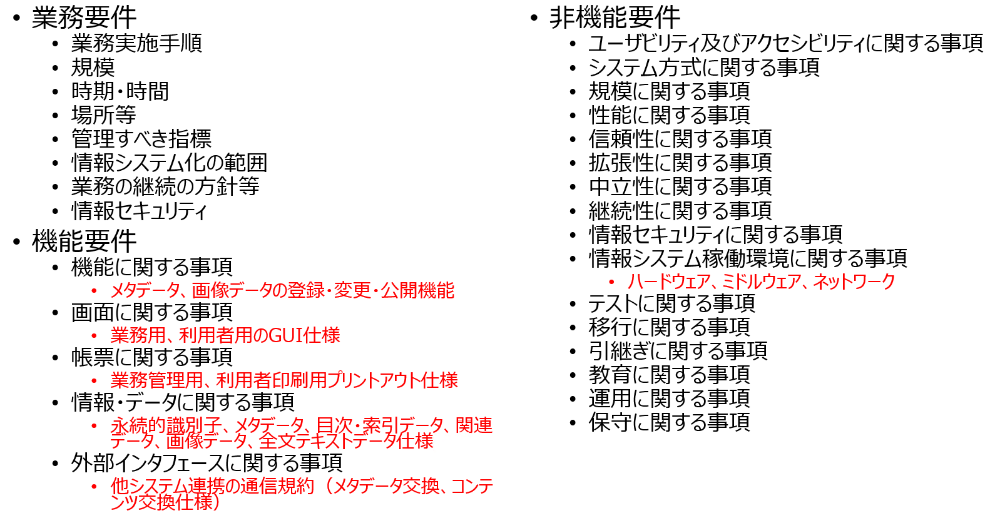 • 業務要件
• 業務実施手順
• 規模
• 時期・時間
• 場所等
• 管理すべき指標
• 情報システム化の範囲
• 業務の継続の方針等
• 情報セキュリティ
• 機能要件
• 機能に関する事項
• メタデータ、画像データの登録・変更・公開機能
• 画面に関する事項
• 業務用、利用者用のGUI仕様
• 帳票に関する事項
• 業務管理用、利用者印刷用プリントアウト仕様
• 情報・データに関する事項
• 永続的識別子、メタデータ、目次・索引データ、関連
データ、画像データ、全文テキストデータ仕様
• 外部インタフェースに関する事項
• 他システム連携の通信規約（メタデータ交換、コンテ
ンツ交換仕様）
• 非機能要件
• ユーザビリティ及びアクセシビリティに関する事項
• システム方式に関する事項
• 規模に関する事項
• 性能に関する事項
• 信頼性に関する事項
• 拡張性に関する事項
• 中立性に関する事項
• 継続性に関する事項
• 情報セキュリティに関する事項
• 情報システム稼働環境に関する事項
• ハードウェア、ミドルウェア、ネットワーク
• テストに関する事項
• 移行に関する事項
• 引継ぎに関する事項
• 教育に関する事項
• 運用に関する事項
• 保守に関する事項